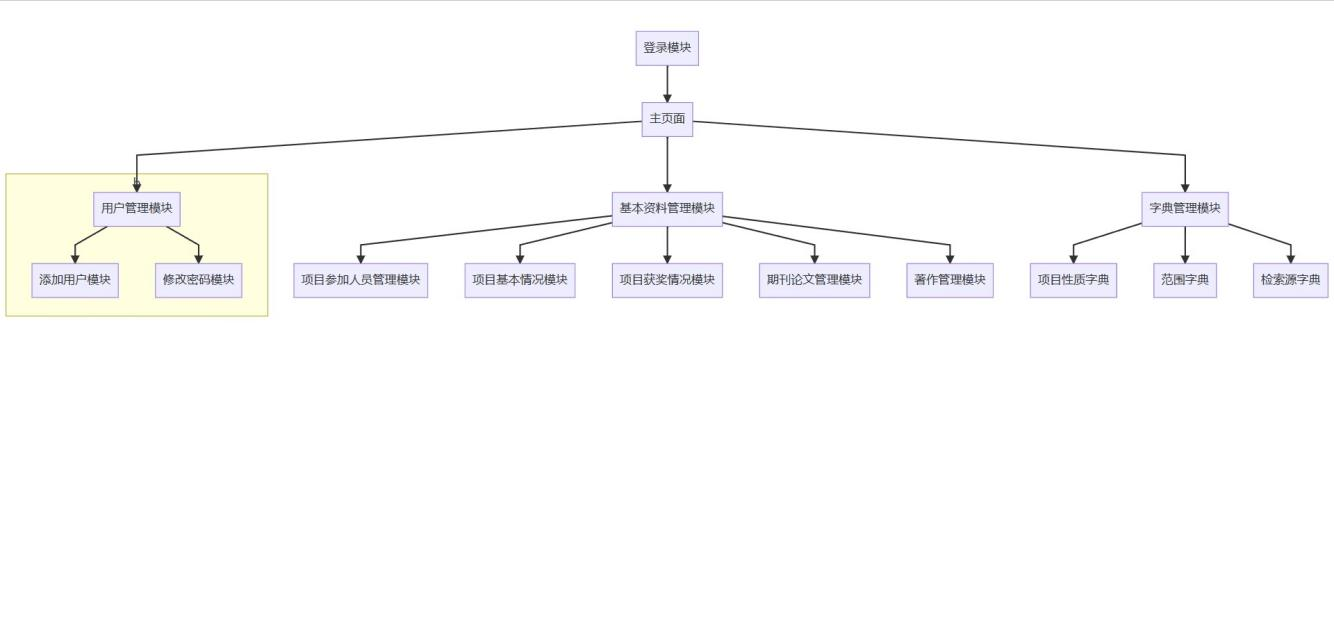 登录模块
主页面
用户管理模块
基本资料管理模块
字典管理模块
添加用户模块
修改密码模块
项目参加人员管理模块
项目基本情况模块
项目获奖情况模块
期刊论文管理模块
著作管理模块
项目性质字典
范围字典
检索源字典